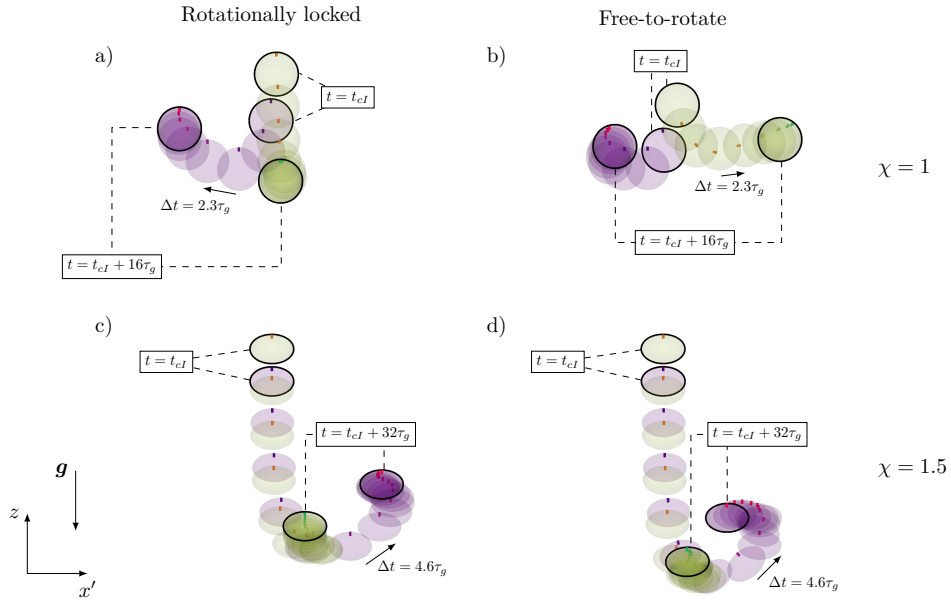 Rotationally locked
Free-to-rotate
a)
b)
t = t_{cI}
t = t_{cI}
χ = 1
Δt = 2.3τ_g
Δt = 2.3τ_g
t = t_{cI} + 16τ_g
t = t_{cI} + 16τ_g
c)
d)
t = t_{cI}
t = t_{cI}
t = t_{cI} + 32τ_g
t = t_{cI} + 32τ_g
χ = 1.5
g
z
x′
Δt = 4.6τ_g
Δt = 4.6τ_g